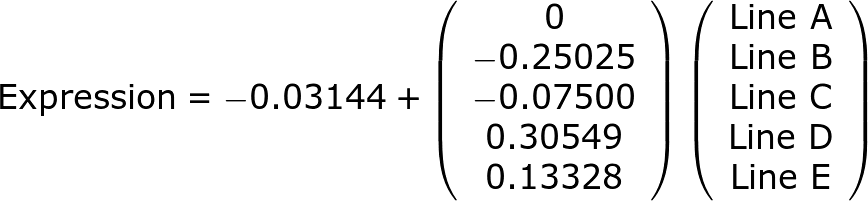 0 Line A
−0.25025 Line B
Expression = −0.03144 + −0.07500 Line C
0.30549 Line D
0.13328 Line E